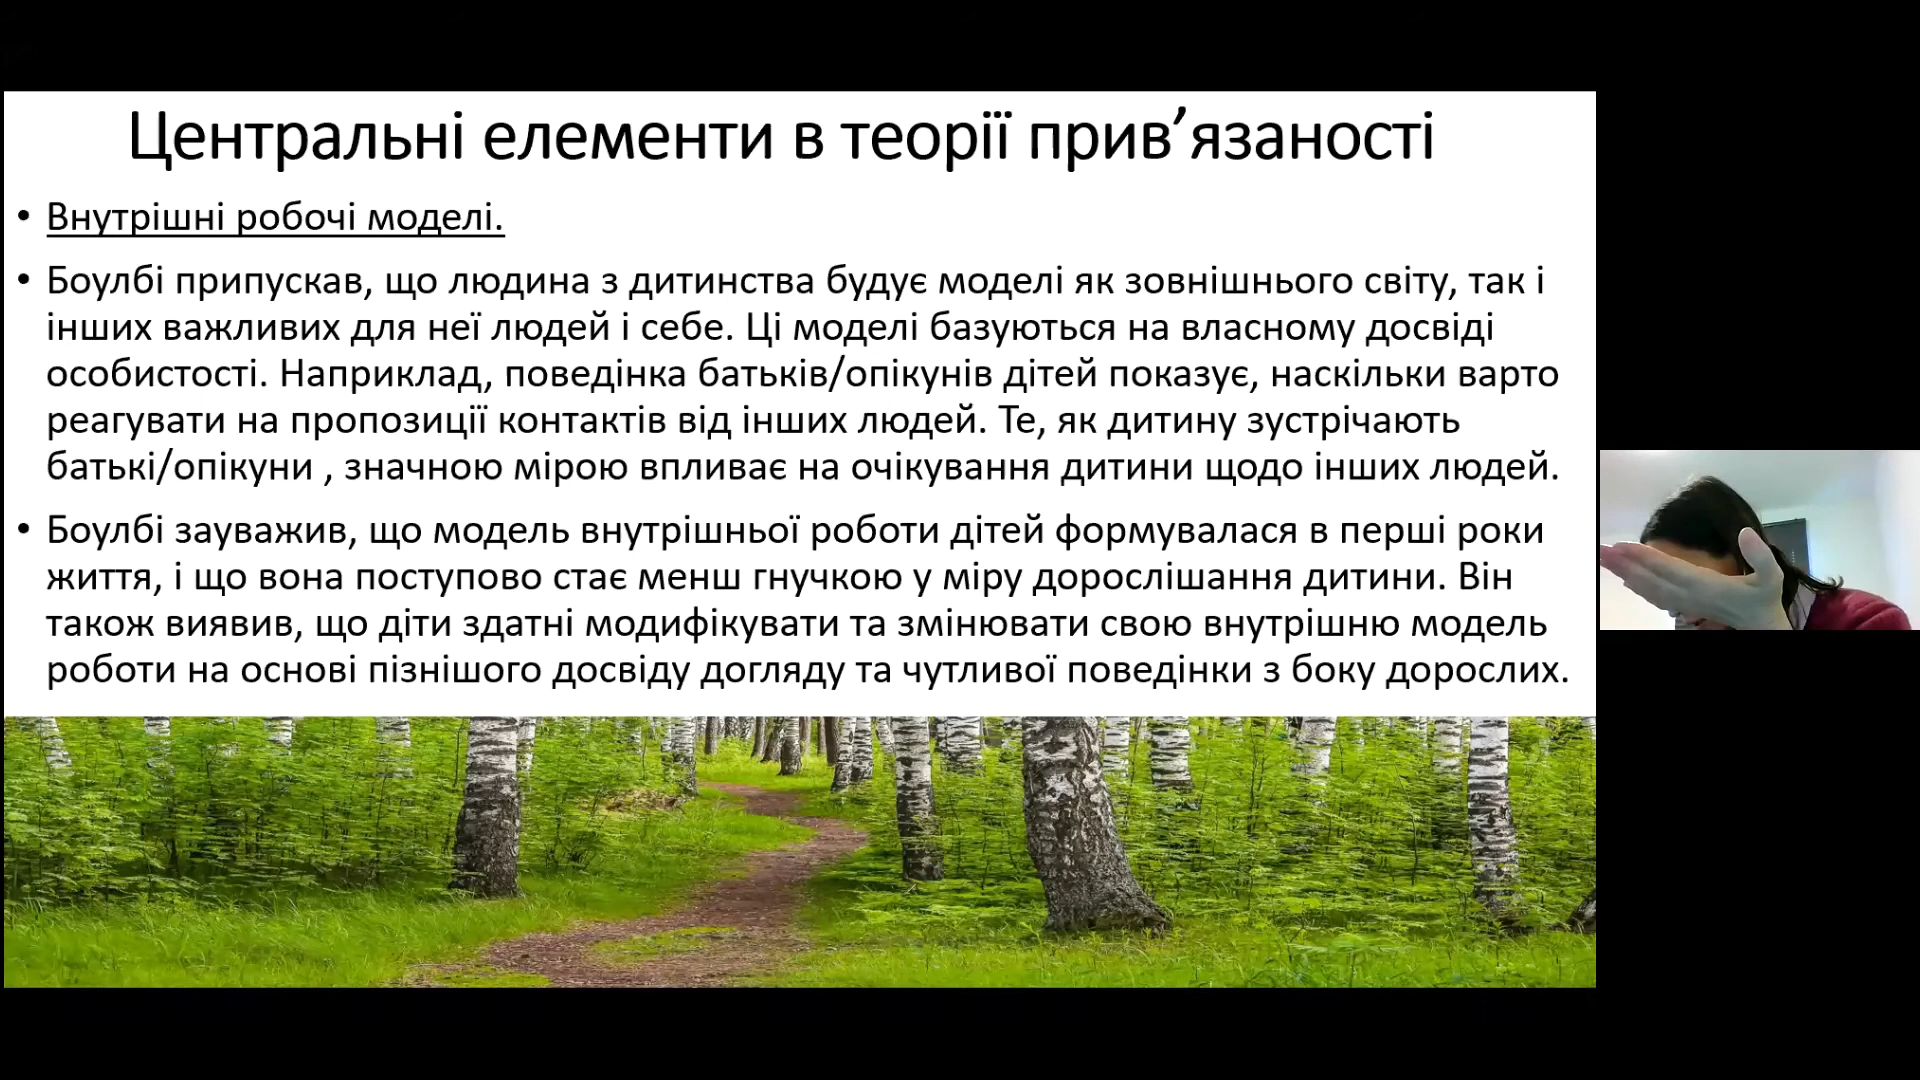 Центральні елементи в теорії прив’язаності
• Внутрішні робочі моделі.
• Боулбі припускав, що людина з дитинства будує моделі як зовнішнього світу, так і
інших важливих для неї людей і себе. Ці моделі базуються на власному досвіді
особистості. Наприклад, поведінка батьків/опікунів дітей показує, наскільки варто
реагувати на пропозиції контактів від інших людей. Те, як дитину зустрічають
батькі/опікуни , значною мірою впливає на очікування дитини щодо інших людей.
• Боулбі зауважив, що модель внутрішньої роботи дітей формувалася в перші роки
життя, і що вона поступово стає менш гнучкою у міру дорослішання дитини. Він
також виявив, що діти здатні модифікувати та змінювати свою внутрішню модель
роботи на основі пізнішого досвіду догляду та чутливої поведінки з боку дорослих.